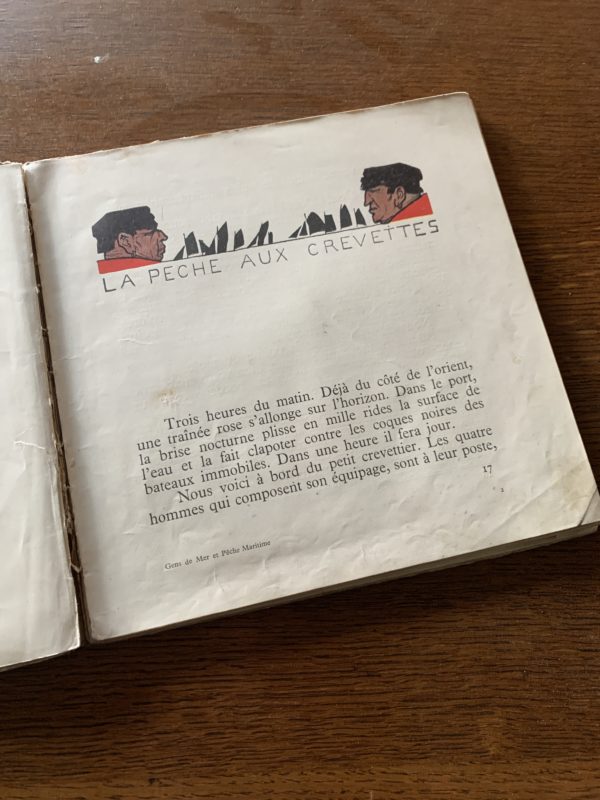 LA PECHE AUX CREVETTES
Trois heures du matin. Déjà du côté de l'orient,
une traînée rose s'allonge sur l'horizon. Dans le port,
la brise nocturne plisse en mille rides la surface de
l'eau et la fait clapoter contre les coques noires des
bateaux immobiles. Dans une heure il fera jour.
Nous voici à bord du petit crevettier. Les quatre
hommes qui composent son équipage, sont à leur poste,
17
2
Gens de Mer et Pêche Maritime